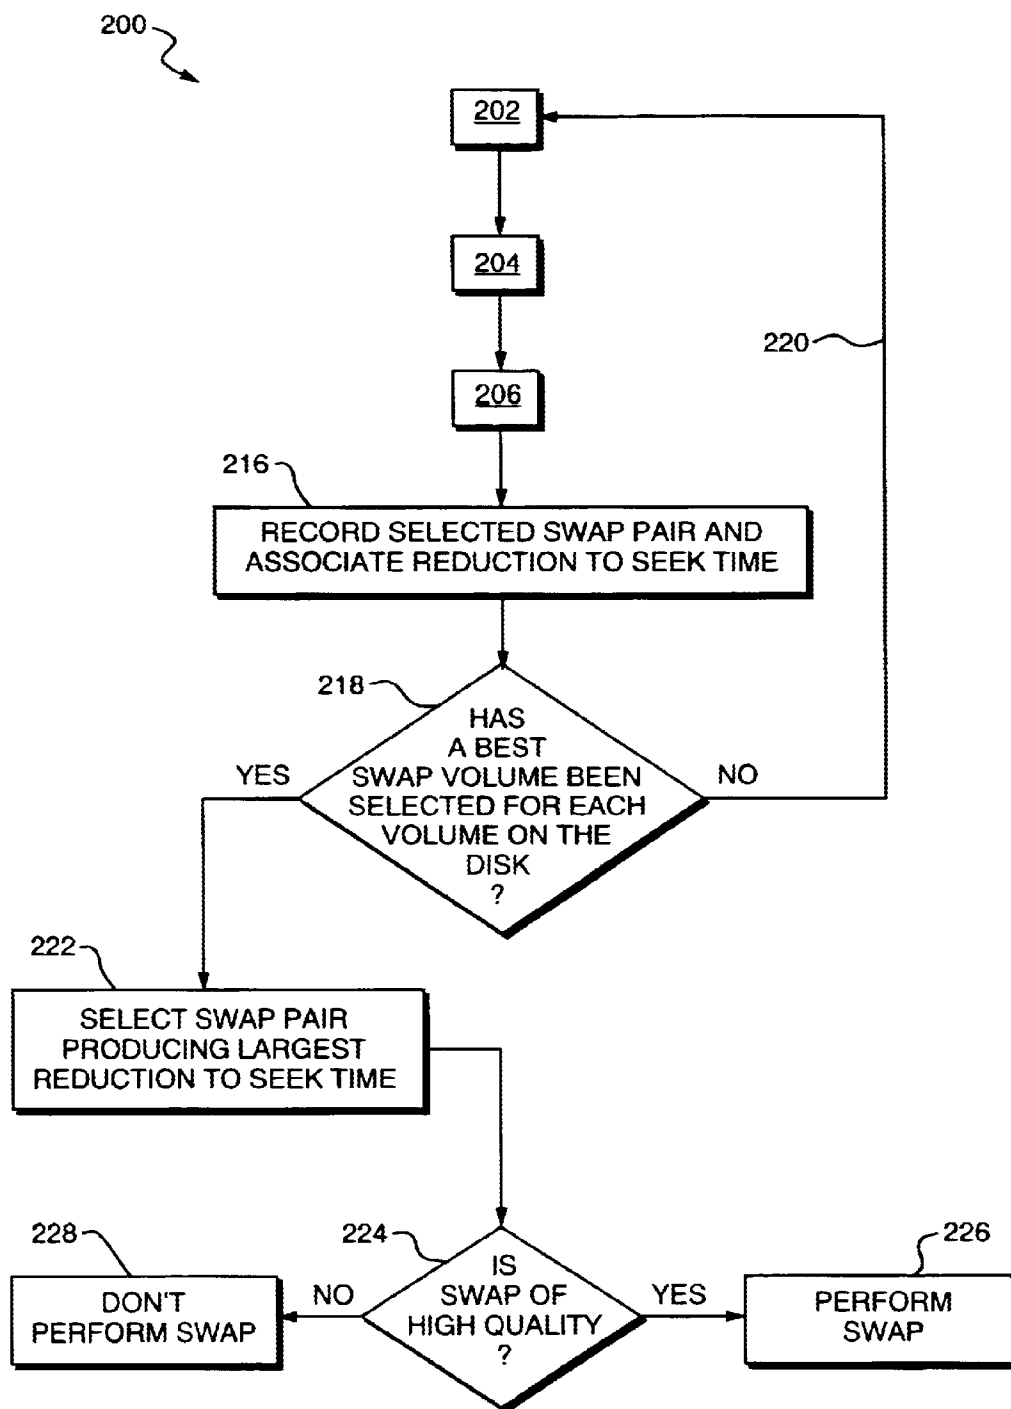 200
202
204
220
206
216
RECORD SELECTED SWAP PAIR AND
ASSOCIATE REDUCTION TO SEEK TIME
218
HAS
A BEST
SWAP VOLUME BEEN
SELECTED FOR EACH
VOLUME ON THE
DISK
?
YES
NO
222
SELECT SWAP PAIR
PRODUCING LARGEST
REDUCTION TO SEEK TIME
228
224
226
DON'T
PERFORM SWAP
NO
IS
SWAP OF
HIGH QUALITY
?
YES
PERFORM
SWAP